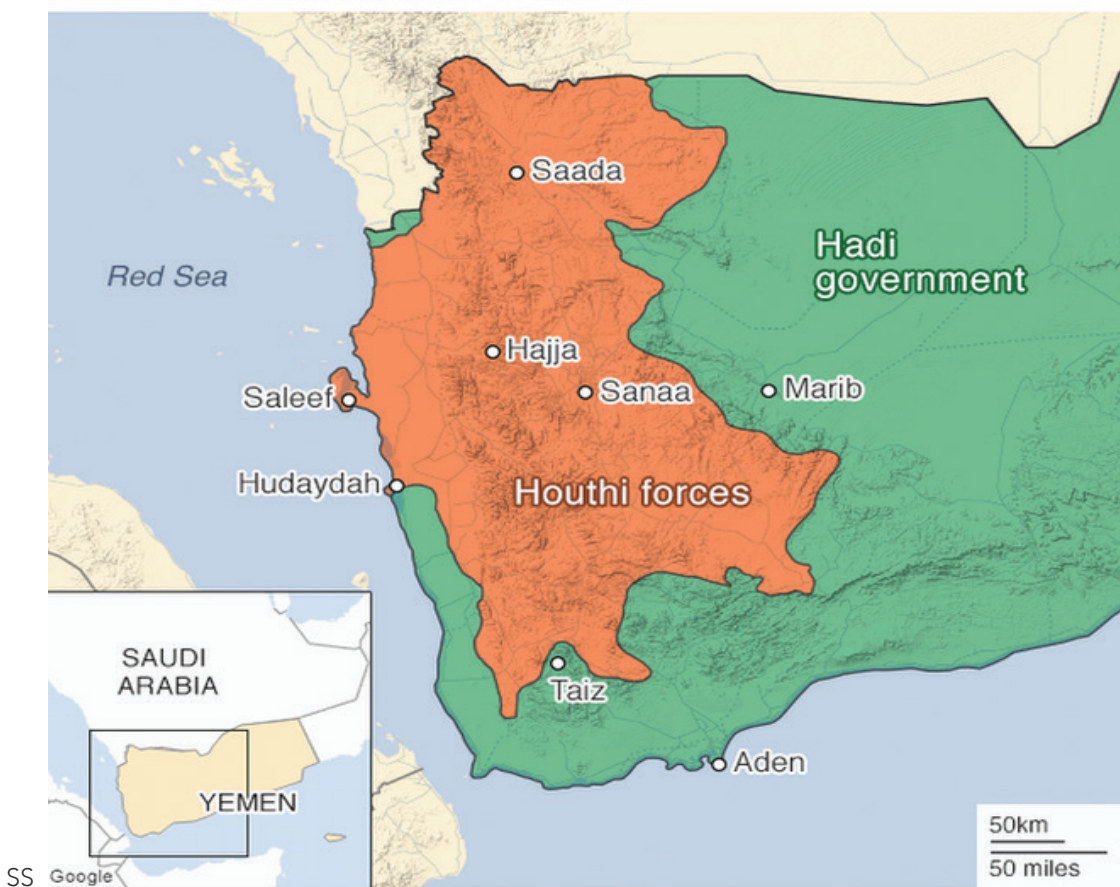 Saada
Hadi
government
Red Sea
Hajja
Sanaa
Marib
Saleef
Hudaydah
Houthi forces
SAUDI
ARABIA
Taiz
Aden
YEMEN
50km
50 miles
SS
Google